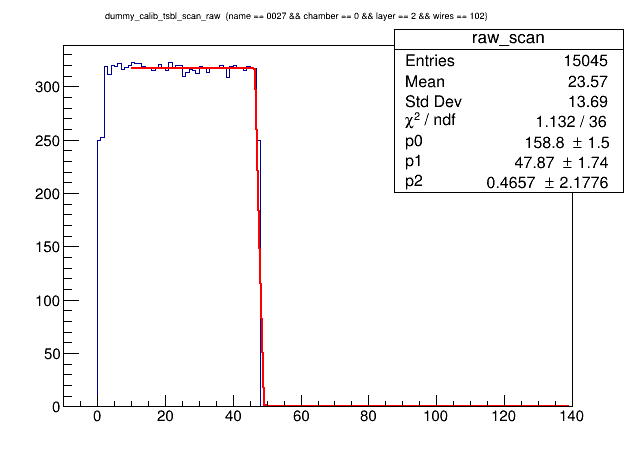 dummy_calib_tsbl_scan_raw (name == 0027 && chamber == 0 && layer == 2 && wires == 102)
raw_scan
Entries 15045
Mean 23.57
Std Dev 13.69
χ² / ndf 1.132 / 36
p0 158.8 ± 1.5
p1 47.87 ± 1.74
p2 0.4657 ± 2.1776
300
250
200
150
100
50
0
0 20 40 60 80 100 120 140